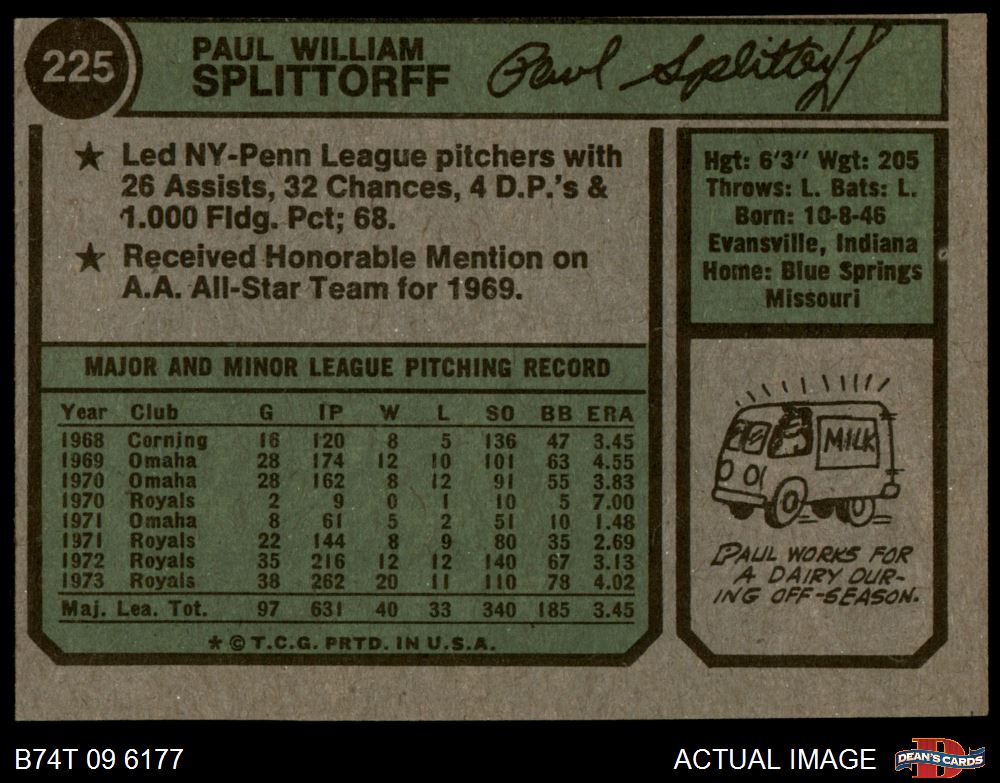 225
PAUL WILLIAM
SPLITTORFF
Paul Splittorff
★ Led NY-Penn League pitchers with
26 Assists, 32 Chances, 4 D.P.'s &
1.000 Fldg. Pct; 68.
★ Received Honorable Mention on
A.A. All-Star Team for 1969.
Hgt: 6'3" Wgt: 205
Throws: L. Bats: L.
Born: 10-8-46
Evansville, Indiana
Home: Blue Springs
Missouri
MAJOR AND MINOR LEAGUE PITCHING RECORD
Year Club G IP W L SO BB ERA
1968 Corning 16 120 8 5 136 47 3.45
1969 Omaha 28 174 12 10 101 63 4.55
1970 Omaha 28 162 8 12 91 55 3.83
1970 Royals 2 9 0 1 10 5 7.00
1971 Omaha 8 61 5 2 51 10 1.48
1971 Royals 22 144 8 9 80 35 2.69
1972 Royals 35 216 12 12 140 67 3.13
1973 Royals 38 262 20 11 110 78 4.02
Maj. Lea. Tot. 97 631 40 33 340 185 3.45
* © T.C.G. PRTD. IN U.S.A.
MILK
PAUL WORKS FOR
A DAIRY DUR-
ING OFF-SEASON.
B74T 09 6177
ACTUAL IMAGE
D
DEAN'S CARDS